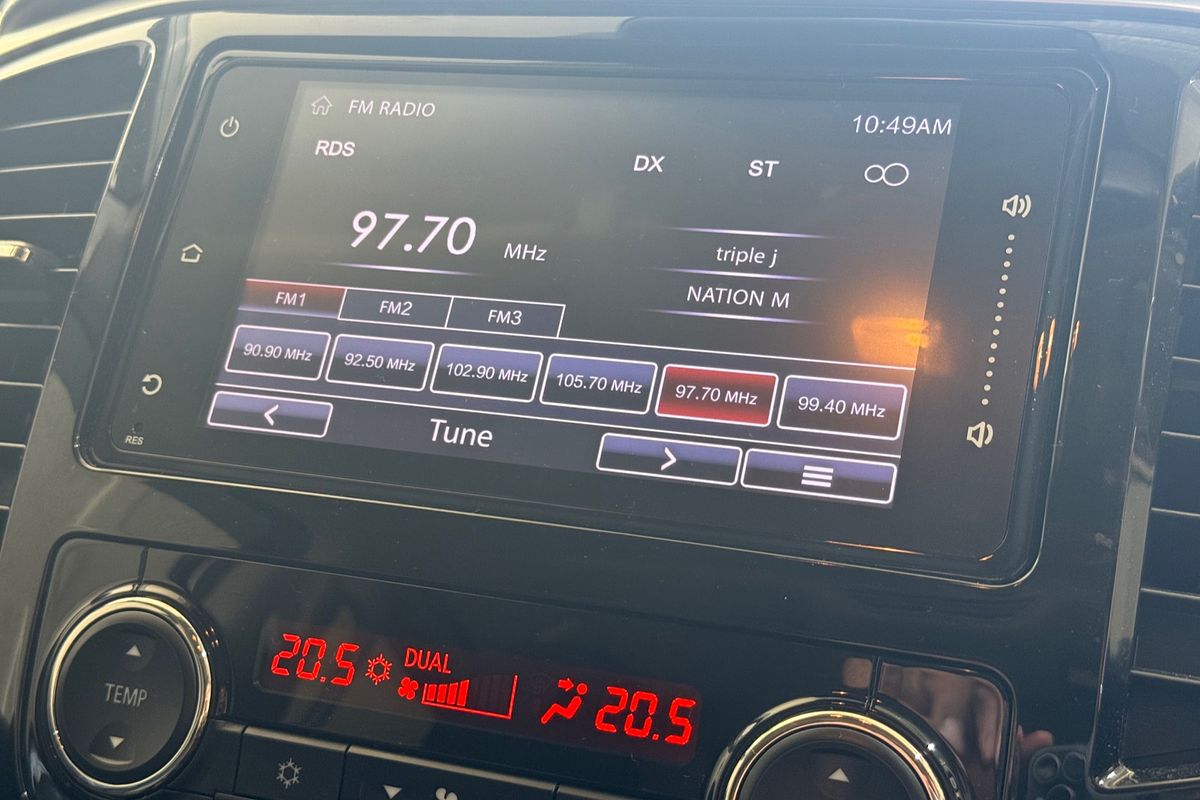 FM RADIO
10:49AM
RDS
DX
ST
97.70 MHz
triple j
NATION M
FM1 FM2 FM3
90.90 MHz 92.50 MHz 102.90 MHz 105.70 MHz 97.70 MHz 99.40 MHz
Tune
RES
20.5 DUAL 20.5
TEMP